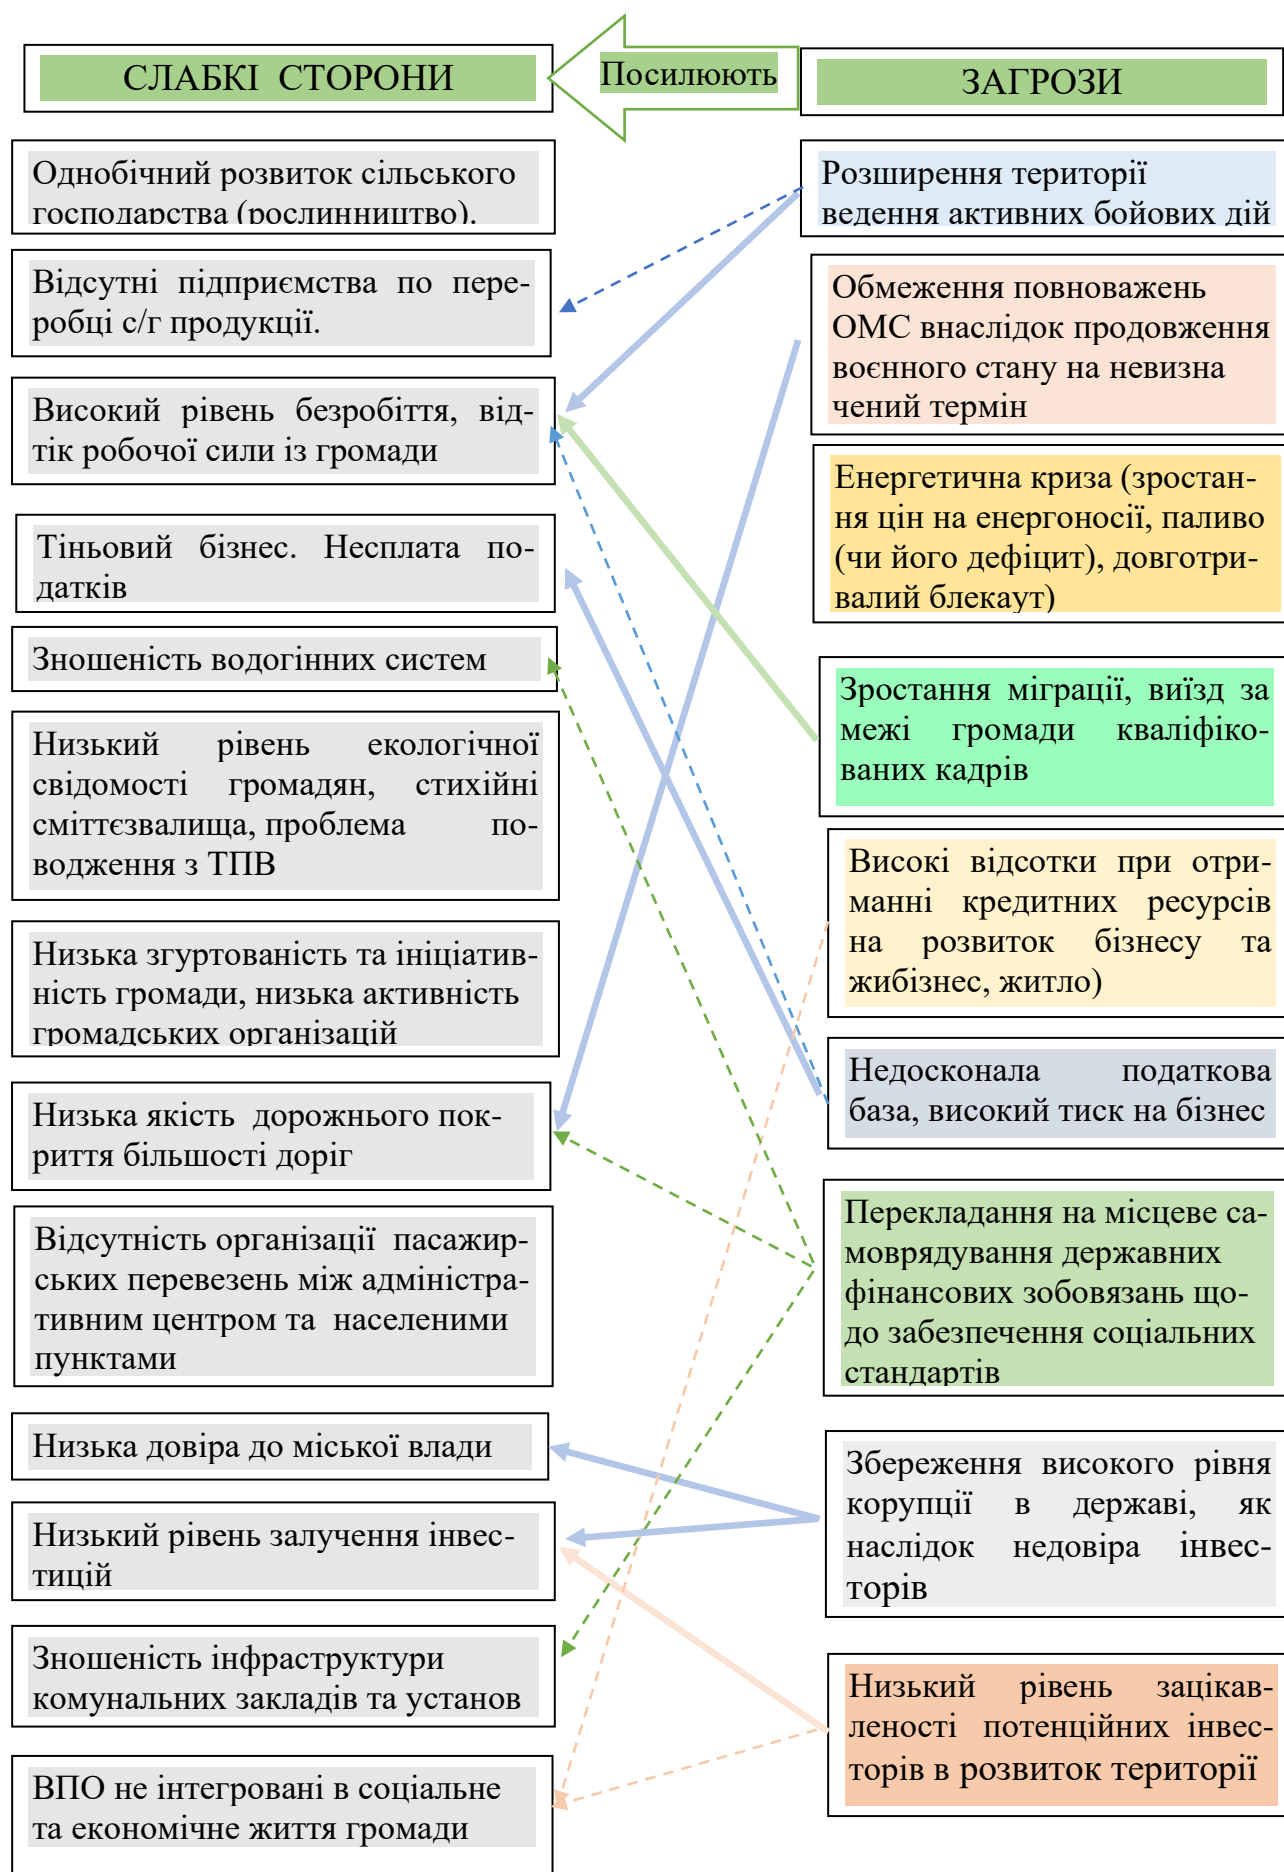 СЛАБКІ СТОРОНИ
Посилюють
ЗАГРОЗИ
Однобічний розвиток сільського
господарства (рослинництво).
Відсутні підприємства по пере-
робці с/г продукції.
Високий рівень безробіття, від-
тік робочої сили із громади
Тіньовий бізнес. Несплата по-
датків
Зношеність водогінних систем
Низький рівень екологічної
свідомості громадян, стихійні
сміттєзвалища, проблема по-
водження з ТПВ
Низька згуртованість та ініціатив-
ність громади, низька активність
громадських організацій
Низька якість дорожнього пок-
риття більшості доріг
Відсутність організації пасажир-
ських перевезень між адміністра-
тивним центром та населеними
пунктами
Низька довіра до міської влади
Низький рівень залучення інвес-
тицій
Зношеність інфраструктури
комунальних закладів та установ
ВПО не інтегровані в соціальне
та економічне життя громади
Розширення території
ведення активних бойових дій
Обмеження повноважень
ОМС внаслідок продовження
воєнного стану на невизна
чений термін
Енергетична криза (зростан-
ня цін на енергоносії, паливо
(чи його дефіцит), довготри-
валий блекаут)
Зростання міграції, виїзд за
межі громади кваліфіко-
ваних кадрів
Високі відсотки при отри-
манні кредитних ресурсів
на розвиток бізнесу та
жибізнес, житло)
Недосконала податкова
база, високий тиск на бізнес
Перекладання на місцеве са-
моврядування державних
фінансових зобовязань що-
до забезпечення соціальних
стандартів
Збереження високого рівня
корупції в державі, як
наслідок недовіра інвес-
торів
Низький рівень зацікав-
леності потенційних інвес-
торів в розвиток території